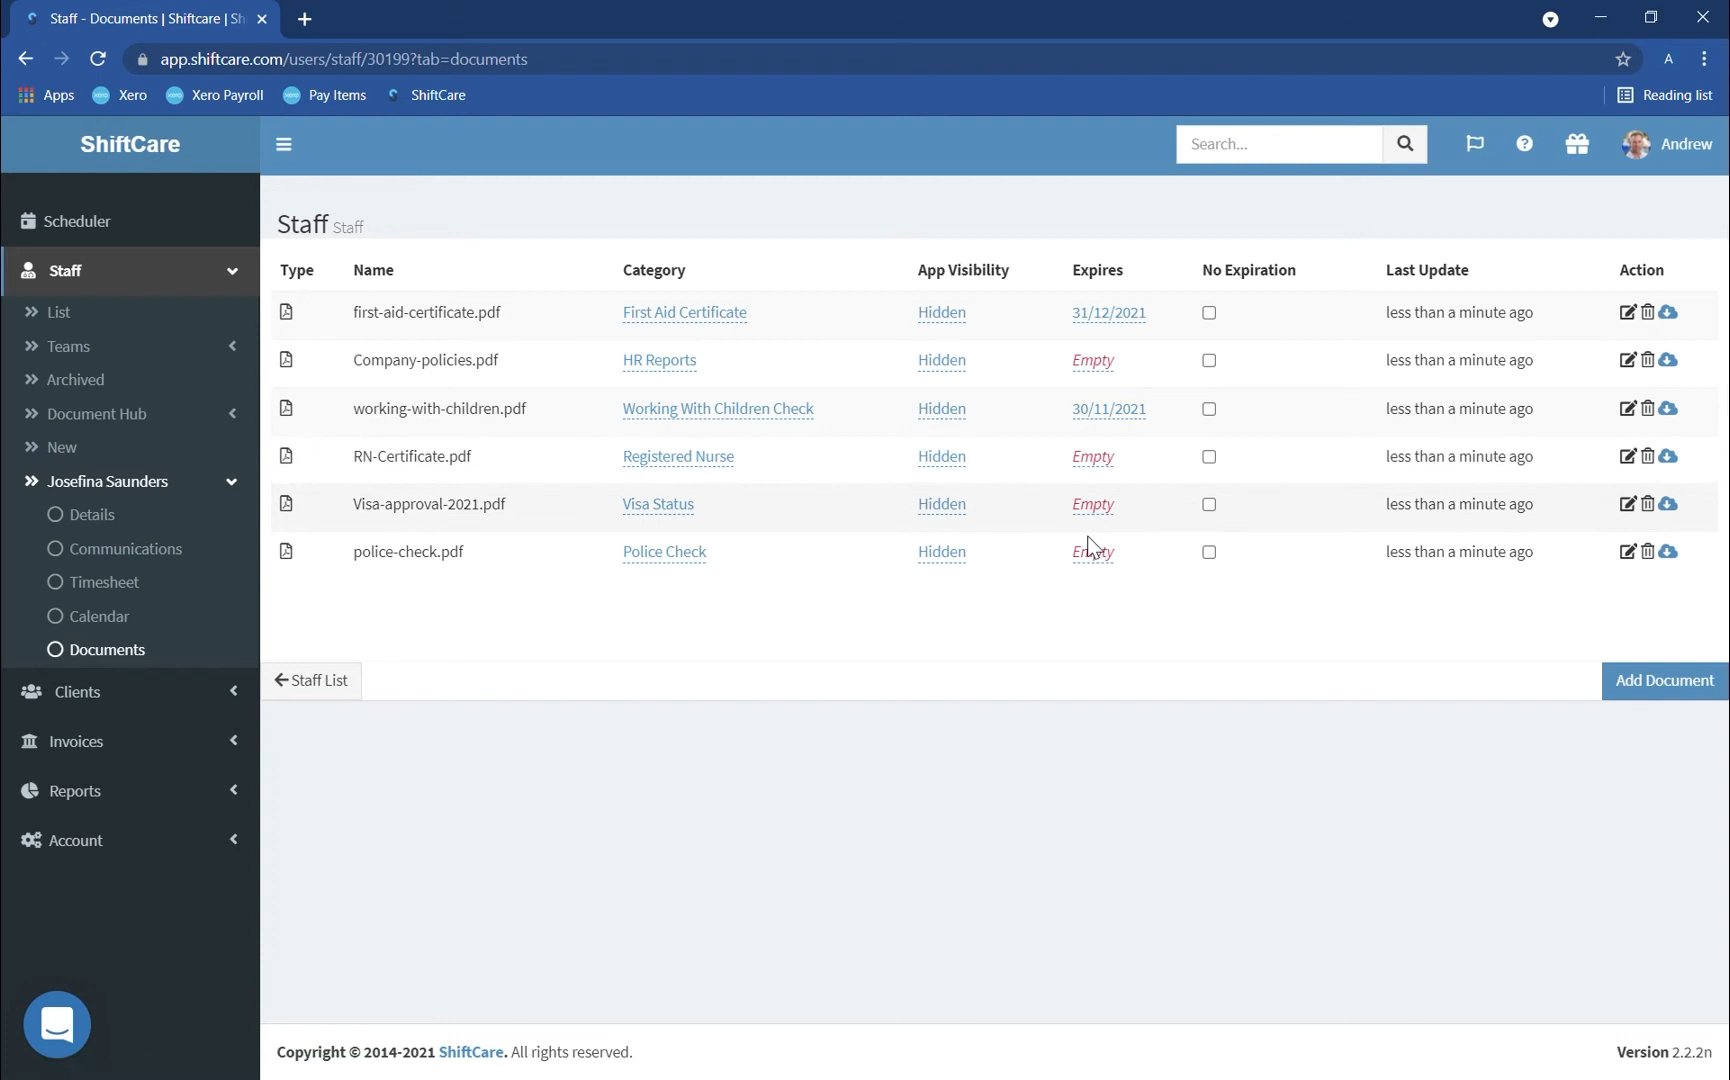 Staff - Documents | Shiftcare | Sh
app.shiftcare.com/users/staff/30199?tab=documents
A
Apps
Xero
Xero Payroll
Pay Items
ShiftCare
Reading list
ShiftCare
Search...
Andrew
Scheduler
Staff
List
Teams
Archived
Document Hub
New
Josefina Saunders
Details
Communications
Timesheet
Calendar
Documents
Clients
Invoices
Reports
Account
Staff Staff
Type Name Category App Visibility Expires No Expiration Last Update Action
first-aid-certificate.pdf First Aid Certificate Hidden 31/12/2021 less than a minute ago
Company-policies.pdf HR Reports Hidden Empty less than a minute ago
working-with-children.pdf Working With Children Check Hidden 30/11/2021 less than a minute ago
RN-Certificate.pdf Registered Nurse Hidden Empty less than a minute ago
Visa-approval-2021.pdf Visa Status Hidden Empty less than a minute ago
police-check.pdf Police Check Hidden Empty less than a minute ago
Staff List
Add Document
Copyright © 2014-2021 ShiftCare. All rights reserved.
Version 2.2.2n